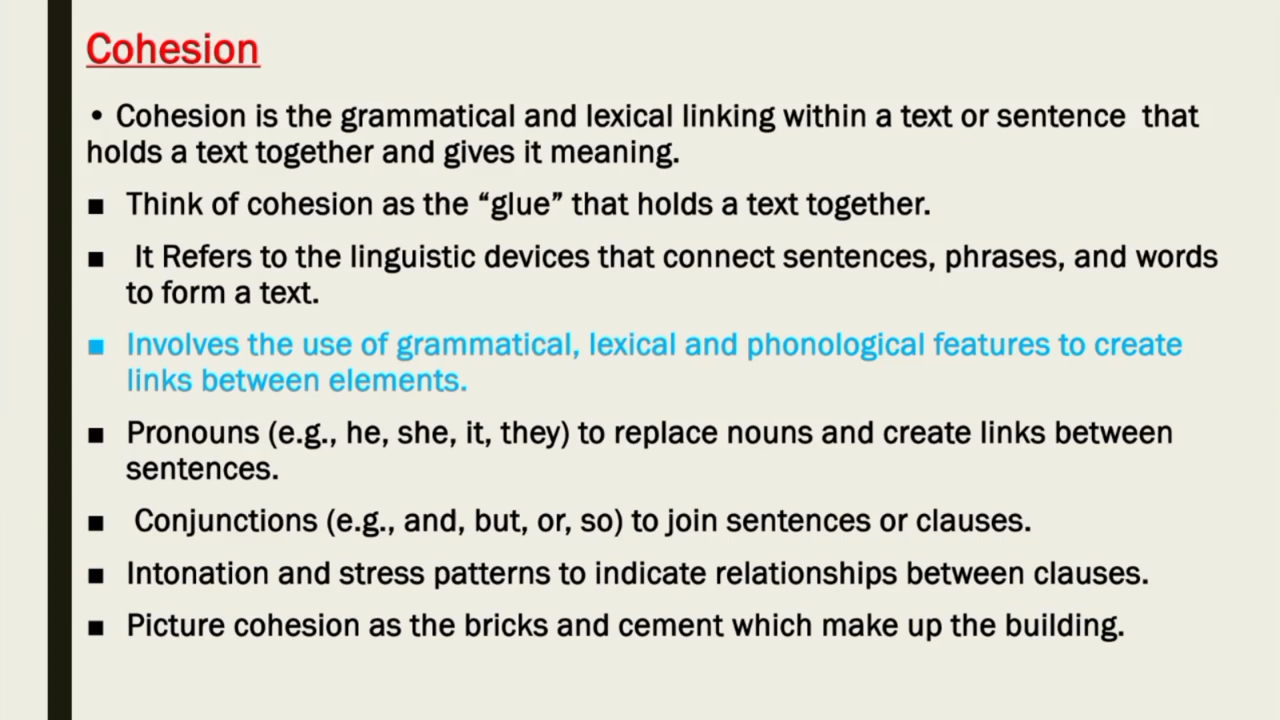 Cohesion
• Cohesion is the grammatical and lexical linking within a text or sentence that
holds a text together and gives it meaning.
■ Think of cohesion as the “glue” that holds a text together.
■ It Refers to the linguistic devices that connect sentences, phrases, and words
to form a text.
■ Involves the use of grammatical, lexical and phonological features to create
links between elements.
■ Pronouns (e.g., he, she, it, they) to replace nouns and create links between
sentences.
■ Conjunctions (e.g., and, but, or, so) to join sentences or clauses.
■ Intonation and stress patterns to indicate relationships between clauses.
■ Picture cohesion as the bricks and cement which make up the building.